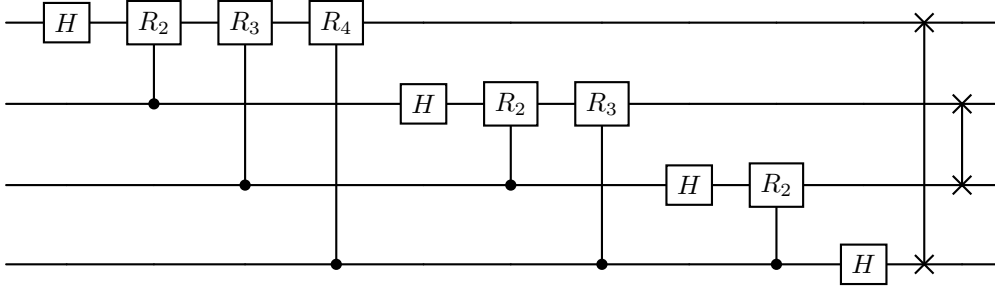 H R₂ R₃ R₄
H R₂ R₃
H R₂
H